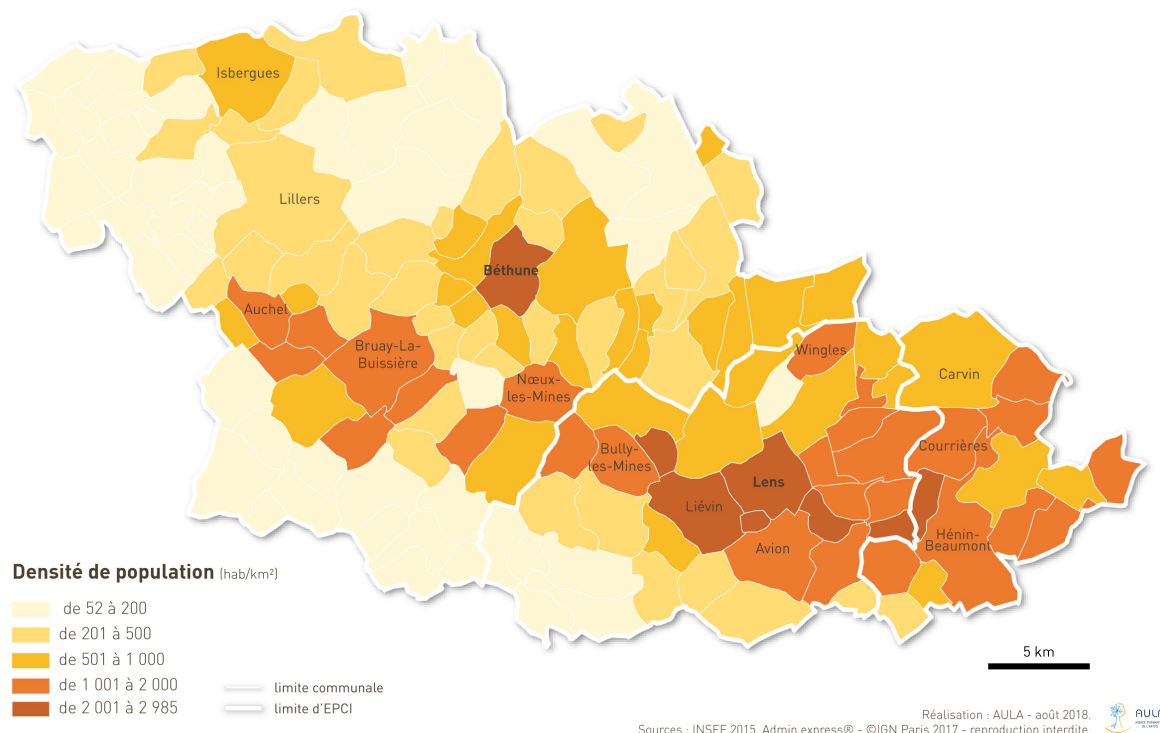 Isbergues
Lillers
Béthune
Auchel
Bruay-La-
Buissière
Nœux-
les-Mines
Wingles
Carvin
Bully-
les-Mines
Courrières
Lens
Liévin
Avion
Hénin-
Beaumont
Densité de population (hab/km²)
de 52 à 200
de 201 à 500
de 501 à 1 000
de 1 001 à 2 000
de 2 001 à 2 985
limite communale
limite d'EPCI
5 km
Réalisation : AULA - août 2018.
Sources : INSEE 2015, Admin express® - ©IGN Paris 2017 - reproduction interdite.